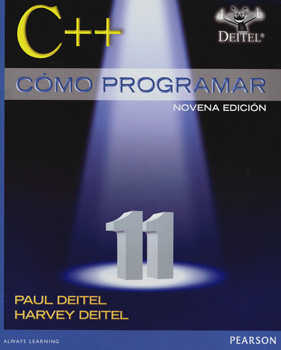 C++
DEITEL®
CÓMO PROGRAMAR
NOVENA EDICIÓN
11
PAUL DEITEL
HARVEY DEITEL
ALWAYS LEARNING
PEARSON